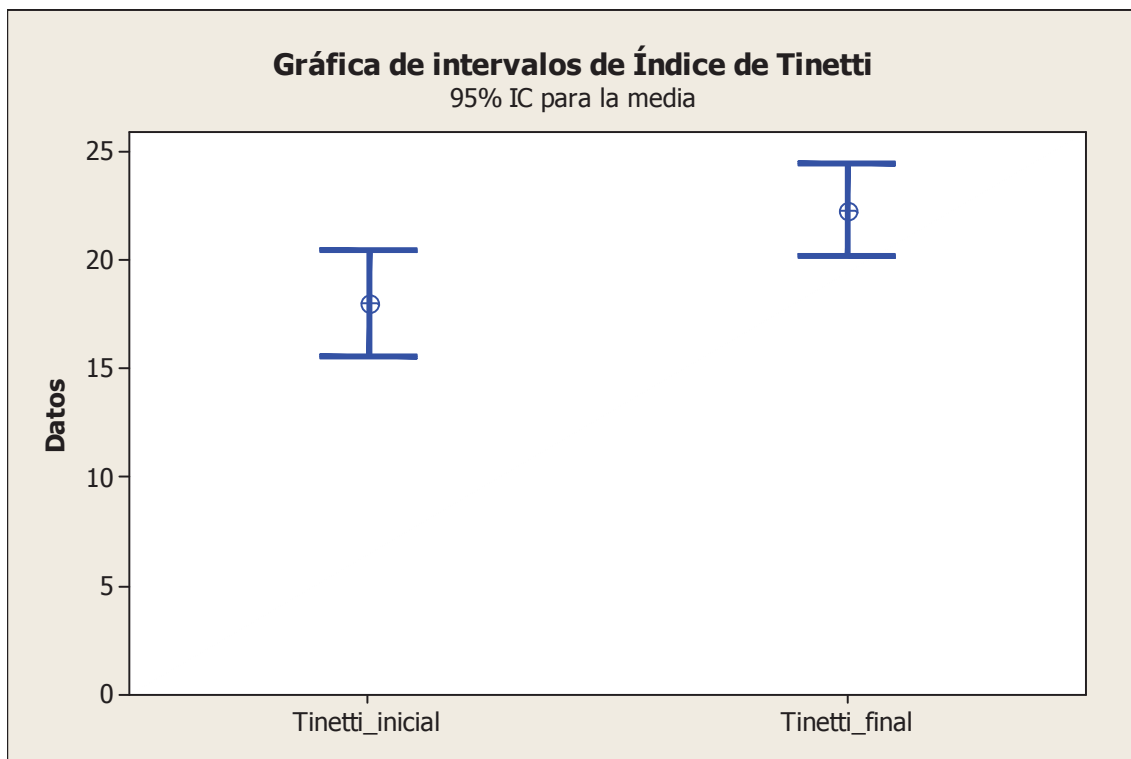 Gráfica de intervalos de Índice de Tinetti
95% IC para la media
Datos
25
20
15
10
5
0
Tinetti_inicial
Tinetti_final